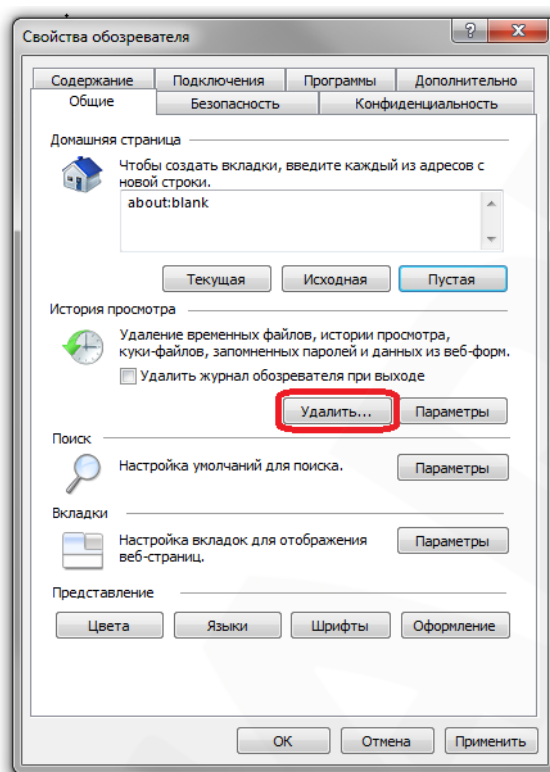 Свойства обозревателя
Содержание Подключения Программы Дополнительно
Общие Безопасность Конфиденциальность
Домашняя страница
Чтобы создать вкладки, введите каждый из адресов с
новой строки.
about:blank
Текущая Исходная Пустая
История просмотра
Удаление временных файлов, истории просмотра,
куки-файлов, запомненных паролей и данных из веб-форм.
Удалить журнал обозревателя при выходе
Удалить... Параметры
Поиск
Настройка умолчаний для поиска. Параметры
Вкладки
Настройка вкладок для отображения
веб-страниц. Параметры
Представление
Цвета Языки Шрифты Оформление
ОК Отмена Применить